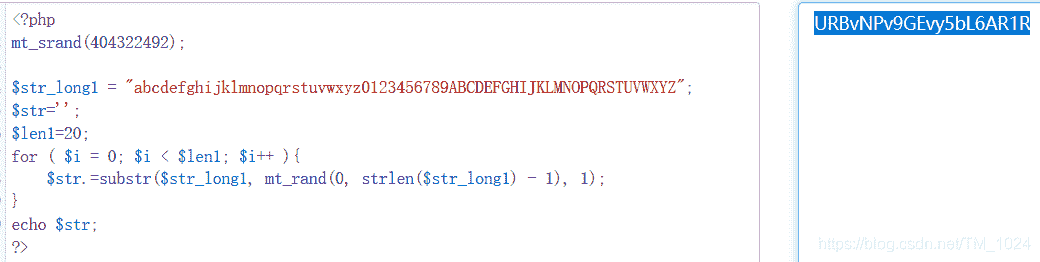 <?php
mt_srand(404322492);
$str_long1 = "abcdefghijklmnopqrstuvwxyz0123456789ABCDEFGHIJKLMNOPQRSTUVWXYZ";
$str='';
$len1=20;
for ( $i = 0; $i < $len1; $i++ ){
    $str.=substr($str_long1, mt_rand(0, strlen($str_long1) - 1), 1);
}
echo $str;
?>
URBvNPv9GEvy5bL6AR1R
https://blog.csdn.net/TM_1024